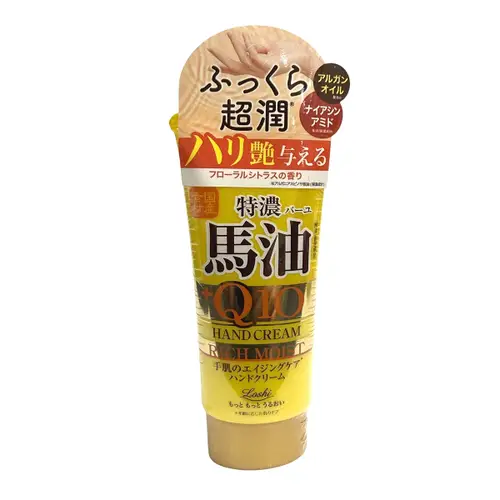 ふっくら
超潤
アルガン
オイル
ナイアシン
アミド
ハリ艶与える
フローラルシトラスの香り
国産
特濃 バーユ
馬油
+Q10
HAND CREAM
RICH MOIST
手肌のエイジングケア
ハンドクリーム
Loshi
もっともっとうるおい